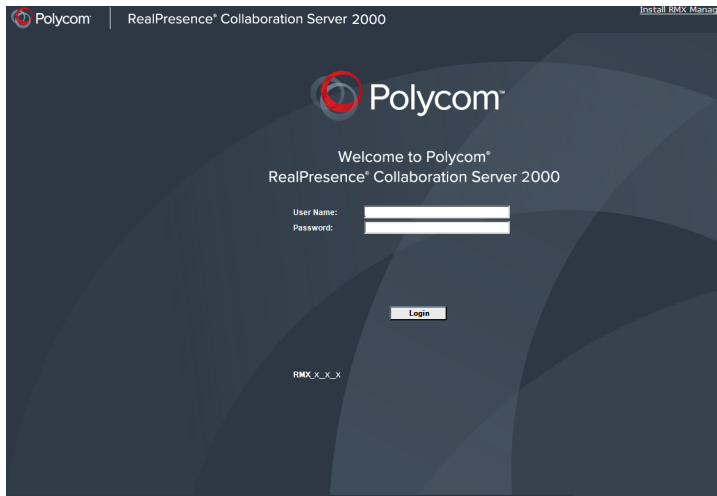 Polycom® RealPresence® Collaboration Server 2000
Install RMX Manag
Polycom™
Welcome to Polycom®
RealPresence® Collaboration Server 2000
User Name:
Password:
Login
RMX_X_X_X